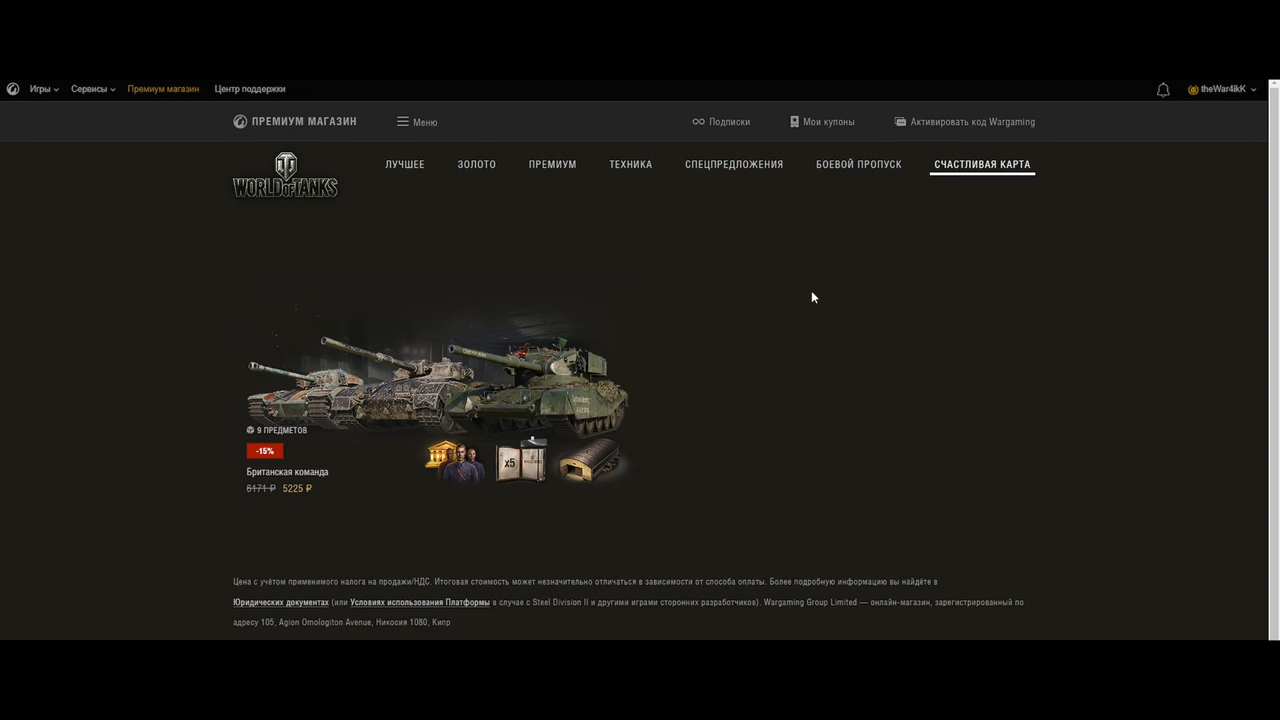 Игры Сервисы Премиум магазин Центр поддержки theWar4ikK
ПРЕМИУМ МАГАЗИН Меню Подписки Мои купоны Активировать код Wargaming
WORLD OF TANKS ЛУЧШЕЕ ЗОЛОТО ПРЕМИУМ ТЕХНИКА СПЕЦПРЕДЛОЖЕНИЯ БОЕВОЙ ПРОПУСК СЧАСТЛИВАЯ КАРТА
9 ПРЕДМЕТОВ
-15%
x5
Британская команда
6171 ₽ 5225 ₽
Цена с учётом применимого налога на продажи/НДС. Итоговая стоимость может незначительно отличаться в зависимости от способа оплаты. Более подробную информацию вы найдёте в
Юридических документах (или Условиях использования Платформы в случае с Steel Division II и другими играми сторонних разработчиков). Wargaming Group Limited — онлайн-магазин, зарегистрированный по
адресу 105, Agion Omologiton Avenue, Никосия 1080, Кипр